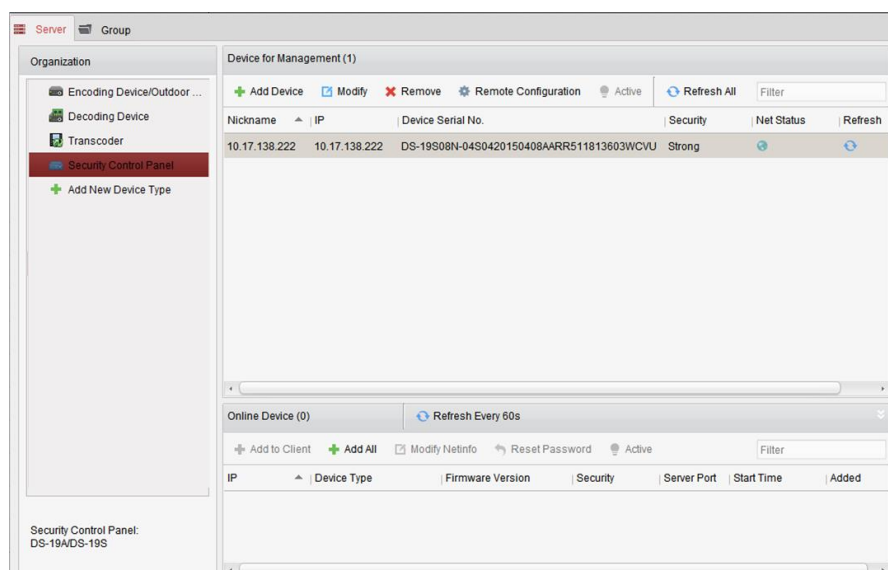 Server Group
Organization
Encoding Device/Outdoor ...
Decoding Device
Transcoder
Security Control Panel
Add New Device Type
Security Control Panel:
DS-19A/DS-19S
Device for Management (1)
Add Device Modify Remove Remote Configuration Active Refresh All Filter
Nickname IP Device Serial No. Security Net Status Refresh
10.17.138.222 10.17.138.222 DS-19S08N-04S0420150408AARR511813603WCVU Strong
Online Device (0) Refresh Every 60s
Add to Client Add All Modify Netinfo Reset Password Active Filter
IP Device Type Firmware Version Security Server Port Start Time Added